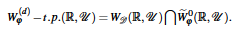 W_φ^{(d)} − t.p.(ℝ, 𝒰) = W_𝒟(ℝ, 𝒰) ⋂ W̃_φ^0(ℝ, 𝒰).